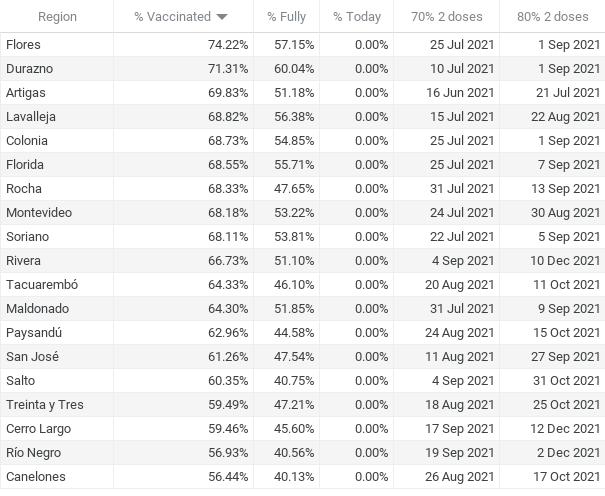 Region % Vaccinated % Fully % Today 70% 2 doses 80% 2 doses
Flores 74.22% 57.15% 0.00% 25 Jul 2021 1 Sep 2021
Durazno 71.31% 60.04% 0.00% 10 Jul 2021 1 Sep 2021
Artigas 69.83% 51.18% 0.00% 16 Jun 2021 21 Jul 2021
Lavalleja 68.82% 56.38% 0.00% 15 Jul 2021 22 Aug 2021
Colonia 68.73% 54.85% 0.00% 25 Jul 2021 1 Sep 2021
Florida 68.55% 55.71% 0.00% 25 Jul 2021 7 Sep 2021
Rocha 68.33% 47.65% 0.00% 31 Jul 2021 13 Sep 2021
Montevideo 68.18% 53.22% 0.00% 24 Jul 2021 30 Aug 2021
Soriano 68.11% 53.81% 0.00% 22 Jul 2021 5 Sep 2021
Rivera 66.73% 51.10% 0.00% 4 Sep 2021 10 Dec 2021
Tacuarembó 64.33% 46.10% 0.00% 20 Aug 2021 11 Oct 2021
Maldonado 64.30% 51.85% 0.00% 31 Jul 2021 9 Sep 2021
Paysandú 62.96% 44.58% 0.00% 24 Aug 2021 15 Oct 2021
San José 61.26% 47.54% 0.00% 11 Aug 2021 27 Sep 2021
Salto 60.35% 40.75% 0.00% 4 Sep 2021 31 Oct 2021
Treinta y Tres 59.49% 47.21% 0.00% 18 Aug 2021 25 Oct 2021
Cerro Largo 59.46% 45.60% 0.00% 17 Sep 2021 12 Dec 2021
Río Negro 56.93% 40.56% 0.00% 19 Sep 2021 2 Dec 2021
Canelones 56.44% 40.13% 0.00% 26 Aug 2021 17 Oct 2021